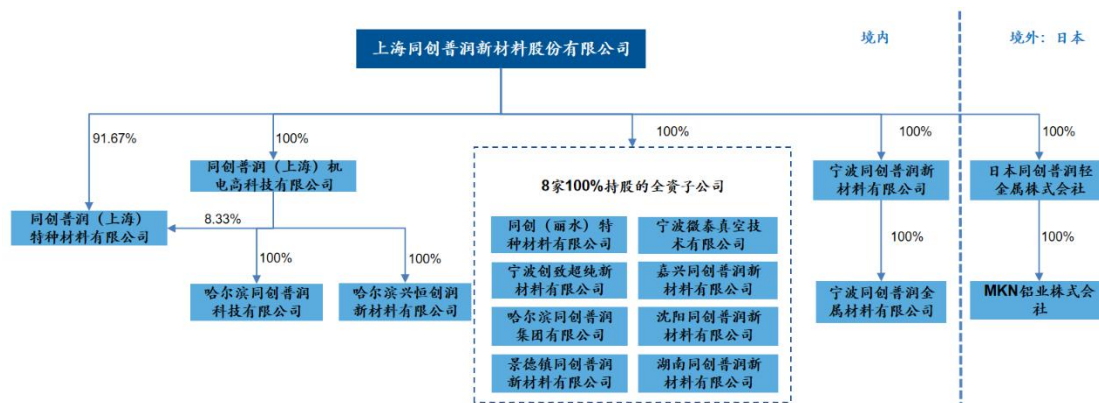 上海同创普润新材料股份有限公司
境内
境外：日本
91.67%
100%
100%
100%
100%
同创普润（上海）机
电高科技有限公司
8家100%持股的全资子公司
宁波同创普润新
材料有限公司
日本同创普润轻
金属株式会社
同创普润（上海）
特种材料有限公司
8.33%
同创（丽水）特
种材料有限公司
宁波微泰真空技
术有限公司
100%
100%
100%
100%
哈尔滨同创普润
科技有限公司
哈尔滨兴恒创润
新材料有限公司
宁波创致超纯新
材料有限公司
嘉兴同创普润新
材料有限公司
宁波同创普润金
属材料有限公司
MKN铝业株式会
社
哈尔滨同创普润
集团有限公司
沈阳同创普润新
材料有限公司
景德镇同创普润
新材料有限公司
湖南同创普润新
材料有限公司